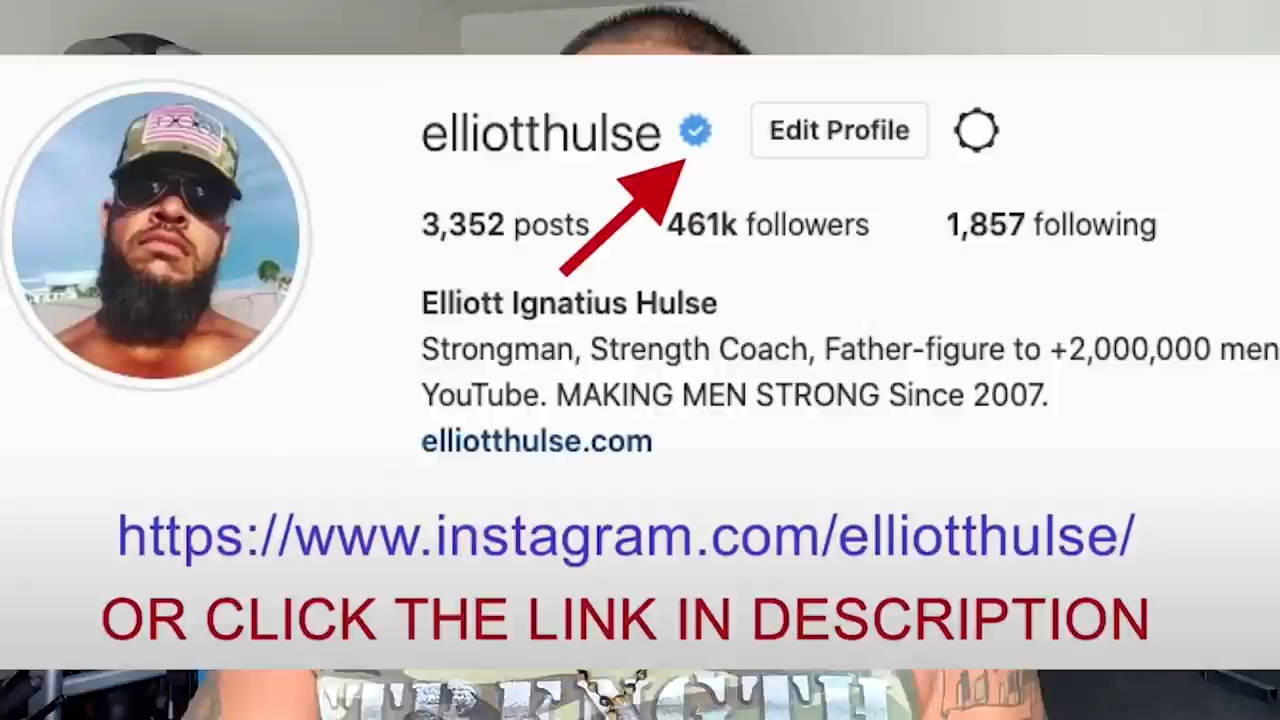 elliotthulse Edit Profile
3,352 posts 461k followers 1,857 following
Elliott Ignatius Hulse
Strongman, Strength Coach, Father-figure to +2,000,000 men
YouTube. MAKING MEN STRONG Since 2007.
elliotthulse.com
https://www.instagram.com/elliotthulse/
OR CLICK THE LINK IN DESCRIPTION